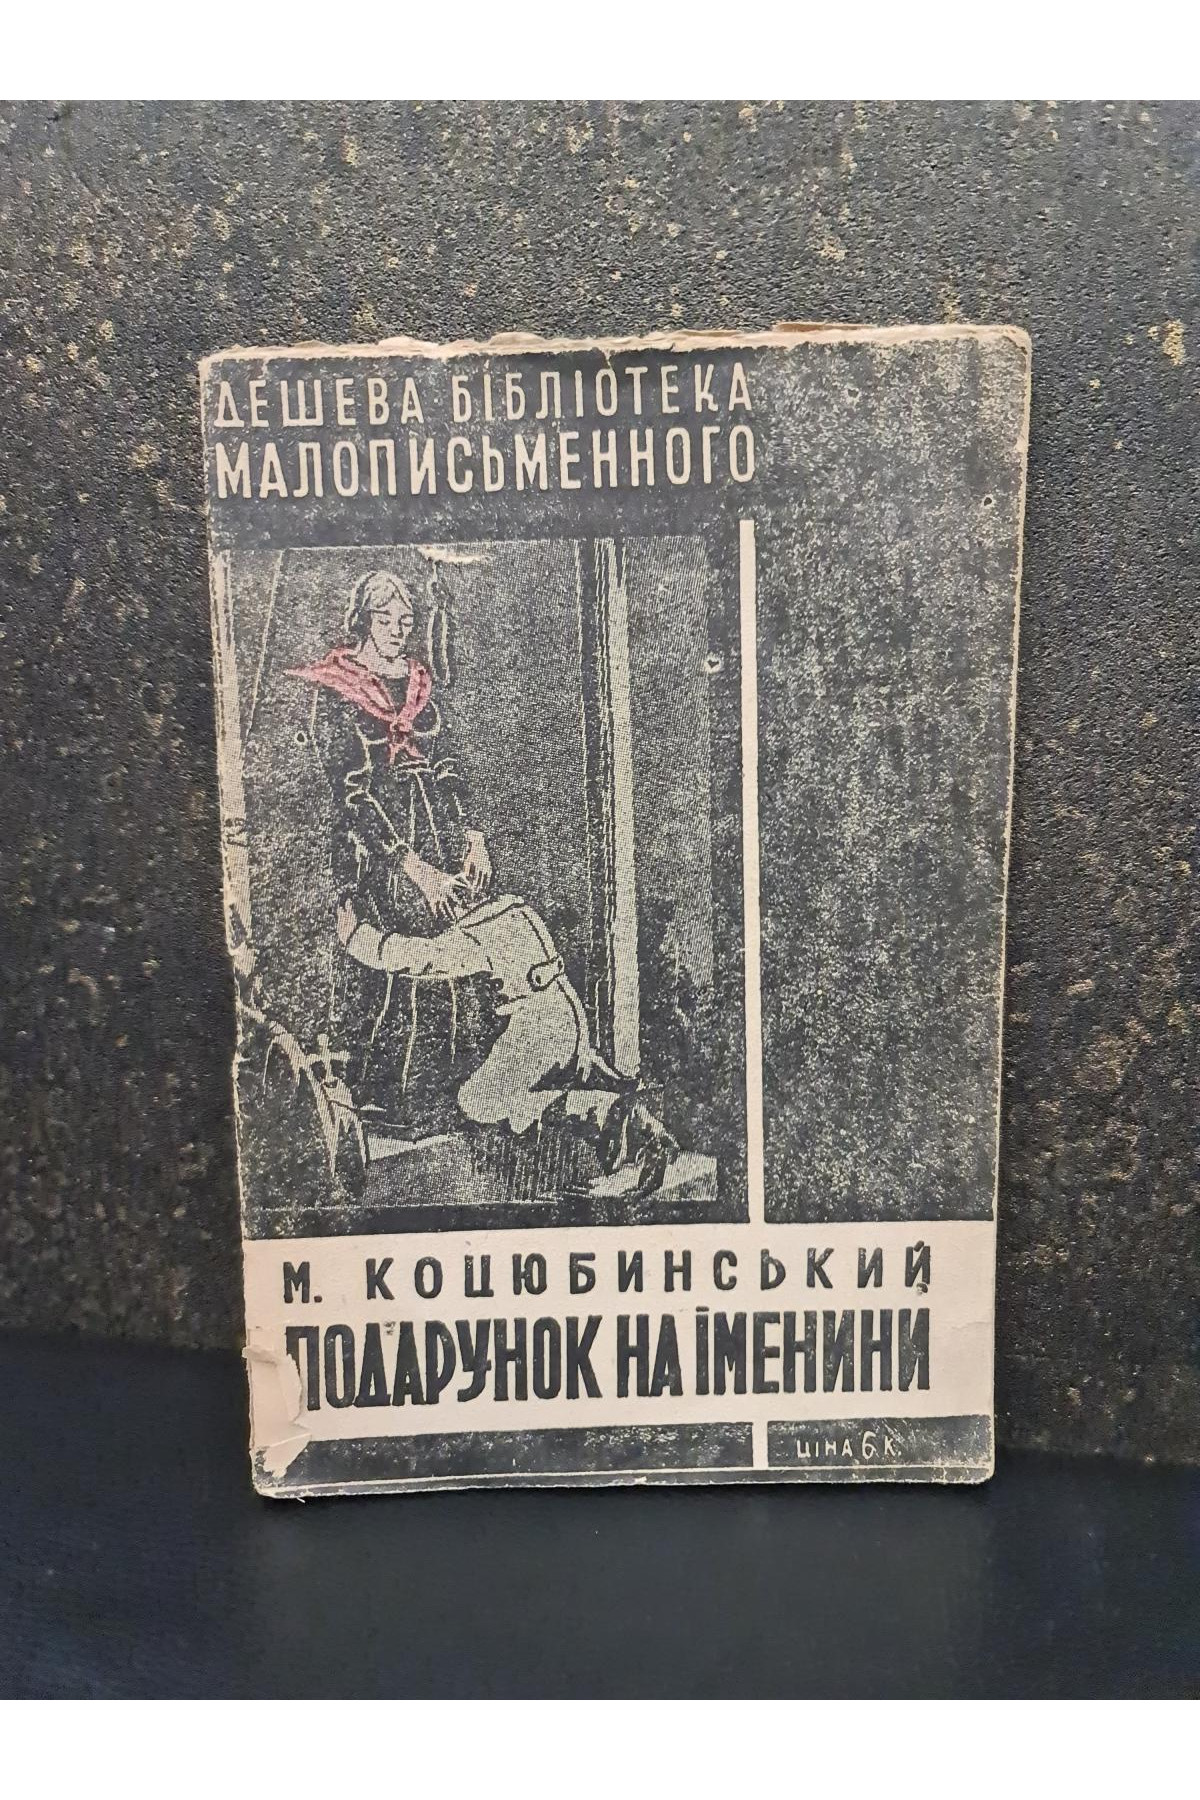 ДЕШЕВА БІБЛІОТЕКА
МАЛОПИСЬМЕННОГО
М. КОЦЮБИНСЬКИЙ
ПОДАРУНОК НА ІМЕНИНИ
ЦІНА 6 К.